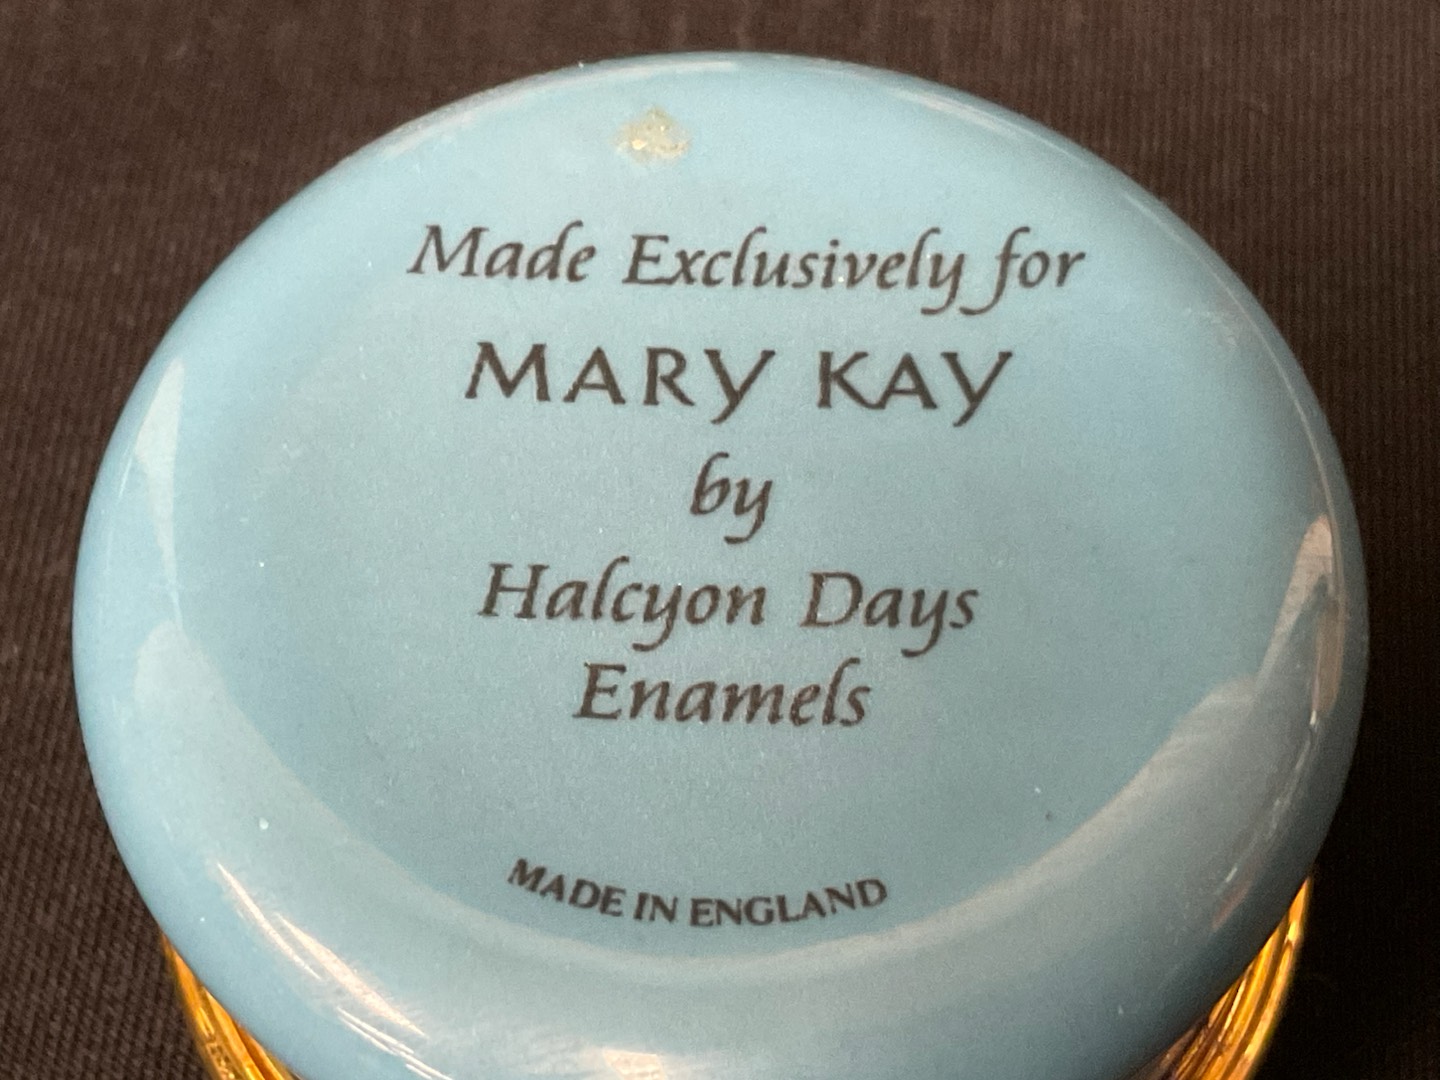 Made Exclusively for
MARY KAY
by
Halcyon Days
Enamels
MADE IN ENGLAND